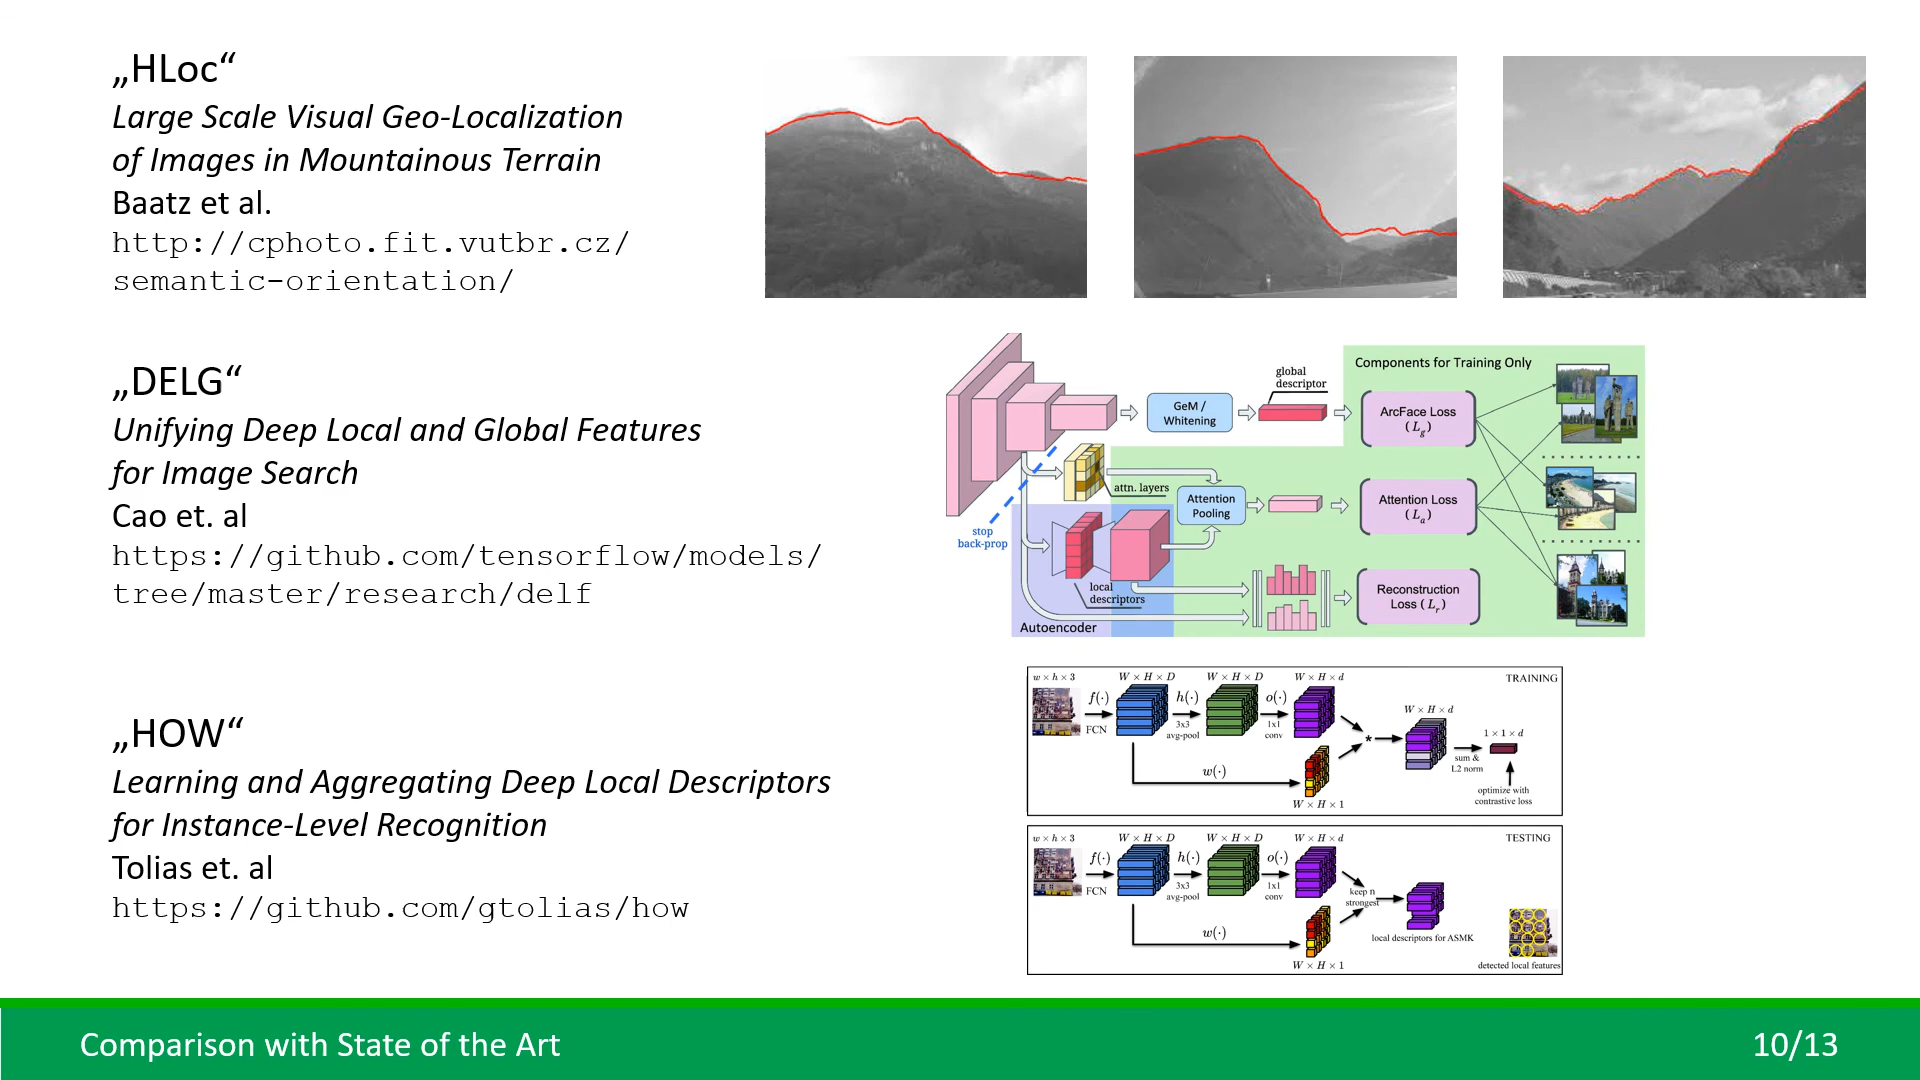 „HLoc“
Large Scale Visual Geo-Localization
of Images in Mountainous Terrain
Baatz et al.
http://cphoto.fit.vutbr.cz/
semantic-orientation/
„DELG“
Unifying Deep Local and Global Features
for Image Search
Cao et. al
https://github.com/tensorflow/models/
tree/master/research/delf
global
descriptor
Components for Training Only
GeM /
Whitening
ArcFace Loss
(L_g)
attn. layers
Attention
Pooling
Attention Loss
(L_a)
stop
back-prop
local
descriptors
Autoencoder
Reconstruction
Loss (L_r)
„HOW“
Learning and Aggregating Deep Local Descriptors
for Instance-Level Recognition
Tolias et. al
https://github.com/gtolias/how
w × h × 3
W × H × D
W × H × D
W × H × d
TRAINING
f(·)
FCN
h(·)
3x3
avg-pool
o(·)
1x1
conv
W × H × d
*
1 × 1 × d
sum &
L2 norm
w(·)
W × H × 1
optimize with
contrastive loss
w × h × 3
W × H × D
W × H × D
W × H × d
TESTING
f(·)
FCN
h(·)
3x3
avg-pool
o(·)
1x1
conv
keep n
strongest
w(·)
W × H × 1
local descriptors for ASMK
detected local features
Comparison with State of the Art
10/13